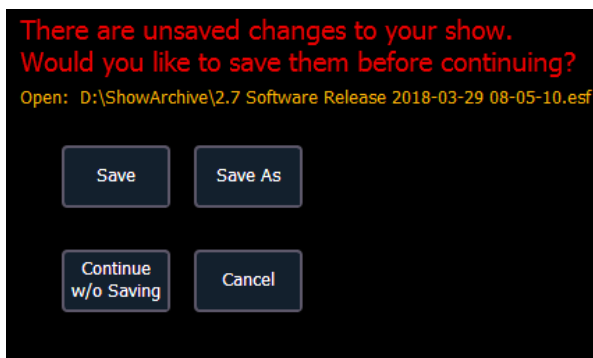 There are unsaved changes to your show.
Would you like to save them before continuing?
Open: D:\ShowArchive\2.7 Software Release 2018-03-29 08-05-10.esf
Save
Save As
Continue
w/o Saving
Cancel